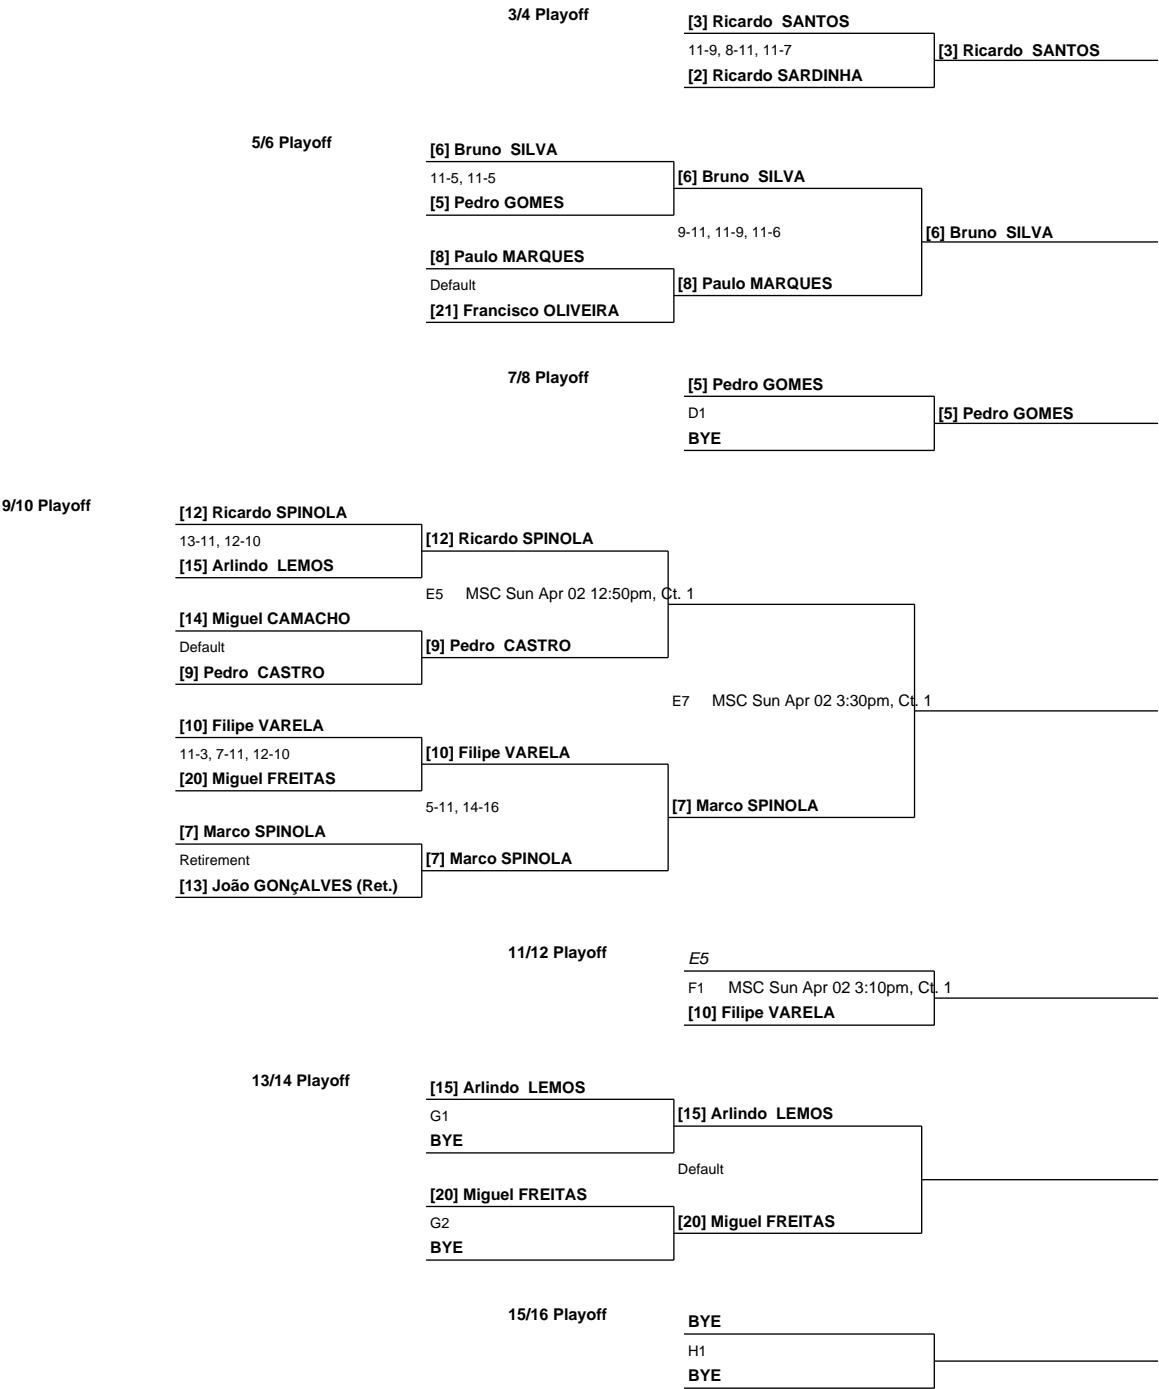 3/4 Playoff
[3] Ricardo SANTOS
11-9, 8-11, 11-7
[3] Ricardo SANTOS
[2] Ricardo SARDINHA
5/6 Playoff
[6] Bruno SILVA
11-5, 11-5
[6] Bruno SILVA
[5] Pedro GOMES
9-11, 11-9, 11-6
[6] Bruno SILVA
[8] Paulo MARQUES
Default
[8] Paulo MARQUES
[21] Francisco OLIVEIRA
7/8 Playoff
[5] Pedro GOMES
D1
[5] Pedro GOMES
BYE
9/10 Playoff
[12] Ricardo SPINOLA
13-11, 12-10
[12] Ricardo SPINOLA
[15] Arlindo LEMOS
E5 MSC Sun Apr 02 12:50pm, Ct. 1
[14] Miguel CAMACHO
Default
[9] Pedro CASTRO
[9] Pedro CASTRO
E7 MSC Sun Apr 02 3:30pm, Ct. 1
[10] Filipe VARELA
11-3, 7-11, 12-10
[10] Filipe VARELA
[20] Miguel FREITAS
5-11, 14-16
[7] Marco SPINOLA
[7] Marco SPINOLA
Retirement
[7] Marco SPINOLA
[13] João GONçALVES (Ret.)
11/12 Playoff
E5
F1 MSC Sun Apr 02 3:10pm, Ct. 1
[10] Filipe VARELA
13/14 Playoff
[15] Arlindo LEMOS
G1
[15] Arlindo LEMOS
BYE
Default
[20] Miguel FREITAS
G2
[20] Miguel FREITAS
BYE
15/16 Playoff
BYE
H1
BYE